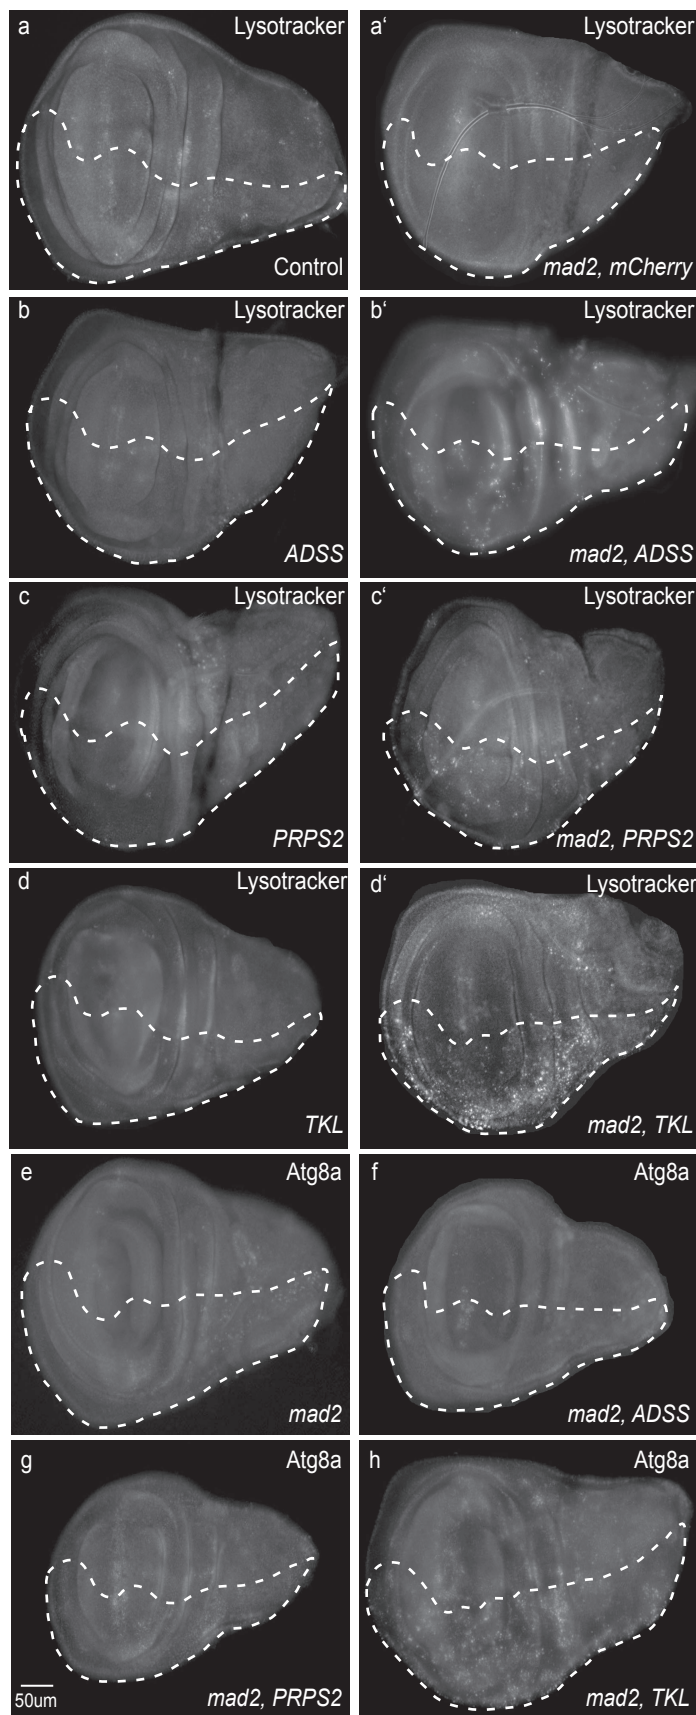 a Lysotracker
Control
a' Lysotracker
mad2, mCherry
b Lysotracker
ADSS
b' Lysotracker
mad2, ADSS
c Lysotracker
PRPS2
c' Lysotracker
mad2, PRPS2
d Lysotracker
TKL
d' Lysotracker
mad2, TKL
e Atg8a
mad2
f Atg8a
mad2, ADSS
g Atg8a
50um
mad2, PRPS2
h Atg8a
mad2, TKL